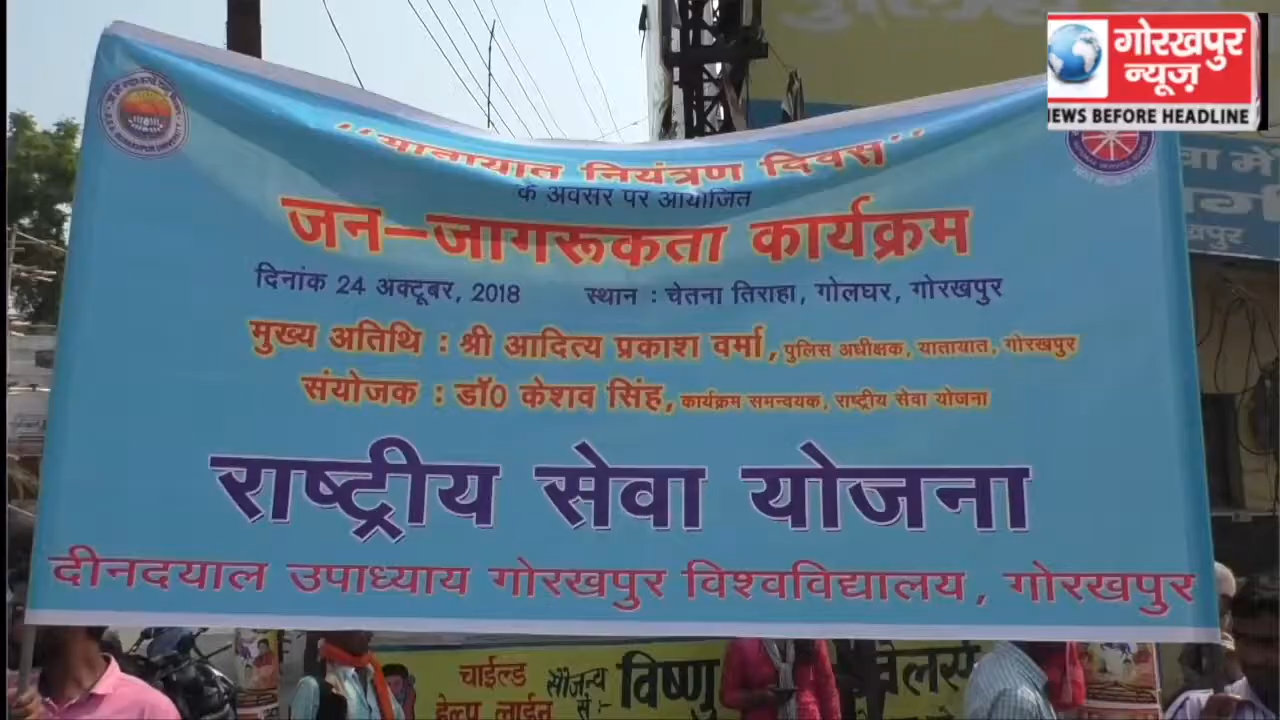 गोरखपुर
न्यूज़
NEWS BEFORE HEADLINE
"यातायात नियंत्रण दिवस"
के अवसर पर आयोजित
जन-जागरूकता कार्यक्रम
दिनांक 24 अक्टूबर, 2018 स्थान : चेतना तिराहा, गोलघर, गोरखपुर
मुख्य अतिथि : श्री आदित्य प्रकाश वर्मा, पुलिस अधीक्षक, यातायात, गोरखपुर
संयोजक : डॉ0 केशव सिंह, कार्यक्रम समन्वयक, राष्ट्रीय सेवा योजना
राष्ट्रीय सेवा योजना
दीनदयाल उपाध्याय गोरखपुर विश्वविद्यालय, गोरखपुर
चाईल्ड
हेल्प लाईन
सौजन्य
से :-
विष्णु